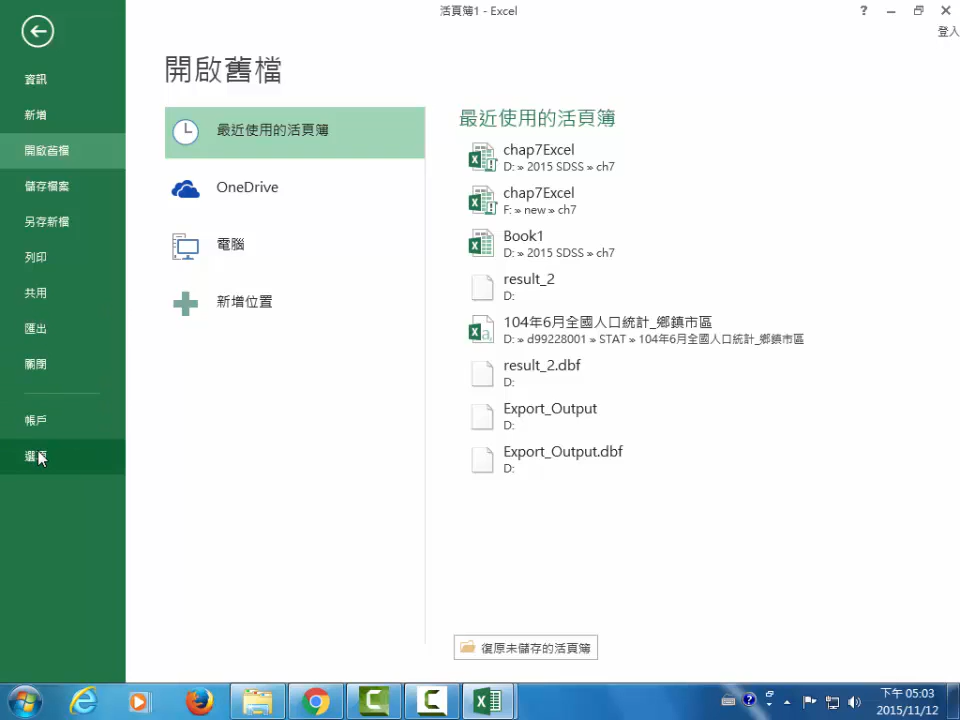 活頁簿1 - Excel
?
登入
資訊
新增
開啟舊檔
儲存檔案
另存新檔
列印
共用
匯出
關閉
帳戶
選項
開啟舊檔
最近使用的活頁簿
OneDrive
電腦
新增位置
最近使用的活頁簿
chap7Excel
D: » 2015 SDSS » ch7
chap7Excel
F: » new » ch7
Book1
D: » 2015 SDSS » ch7
result_2
D:
104年6月全國人口統計_鄉鎮市區
D: » d99228001 » STAT » 104年6月全國人口統計_鄉鎮市區
result_2.dbf
D:
Export_Output
D:
Export_Output.dbf
D:
復原未儲存的活頁簿
下午 05:03
2015/11/12